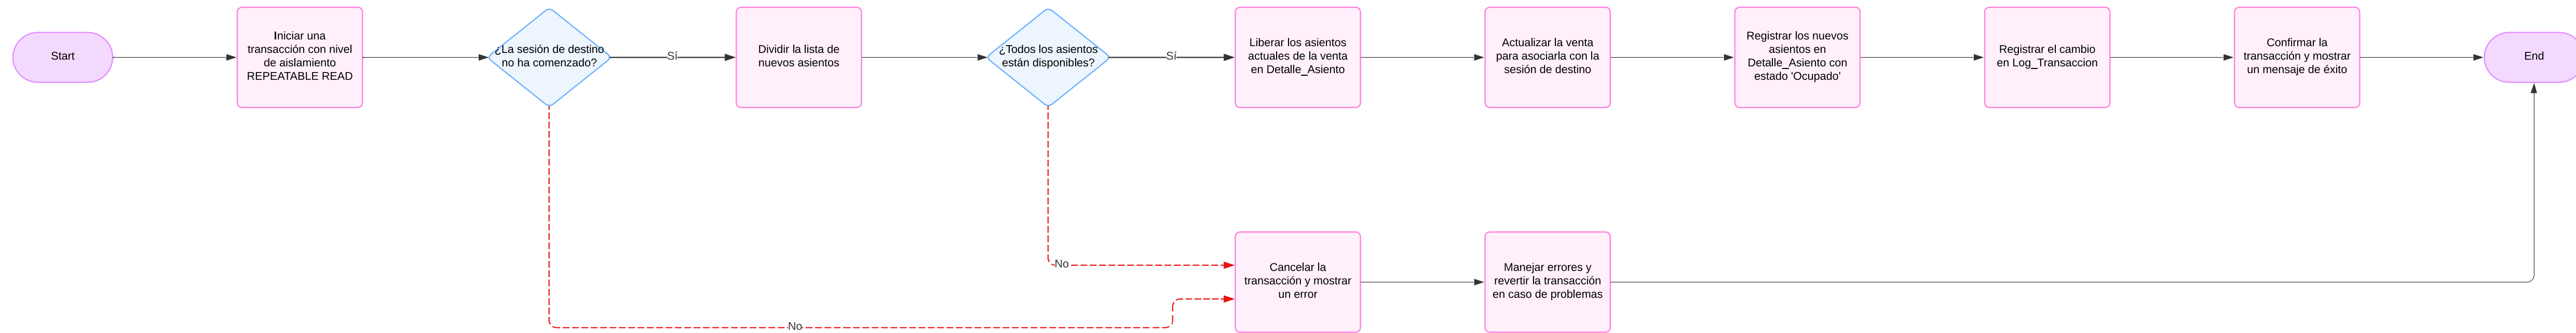 Start
Iniciar una
transacción con nivel
de aislamiento
REPEATABLE READ
¿La sesión de destino
no ha comenzado?
Sí
Dividir la lista de
nuevos asientos
¿Todos los asientos
están disponibles?
Sí
Liberar los asientos
actuales de la venta
en Detalle_Asiento
Actualizar la venta
para asociarla con la
sesión de destino
Registrar los nuevos
asientos en
Detalle_Asiento con
estado 'Ocupado'
Registrar el cambio
en Log_Transaccion
Confirmar la
transacción y mostrar
un mensaje de éxito
End
No
Cancelar la
transacción y mostrar
un error
Manejar errores y
revertir la transacción
en caso de problemas
No